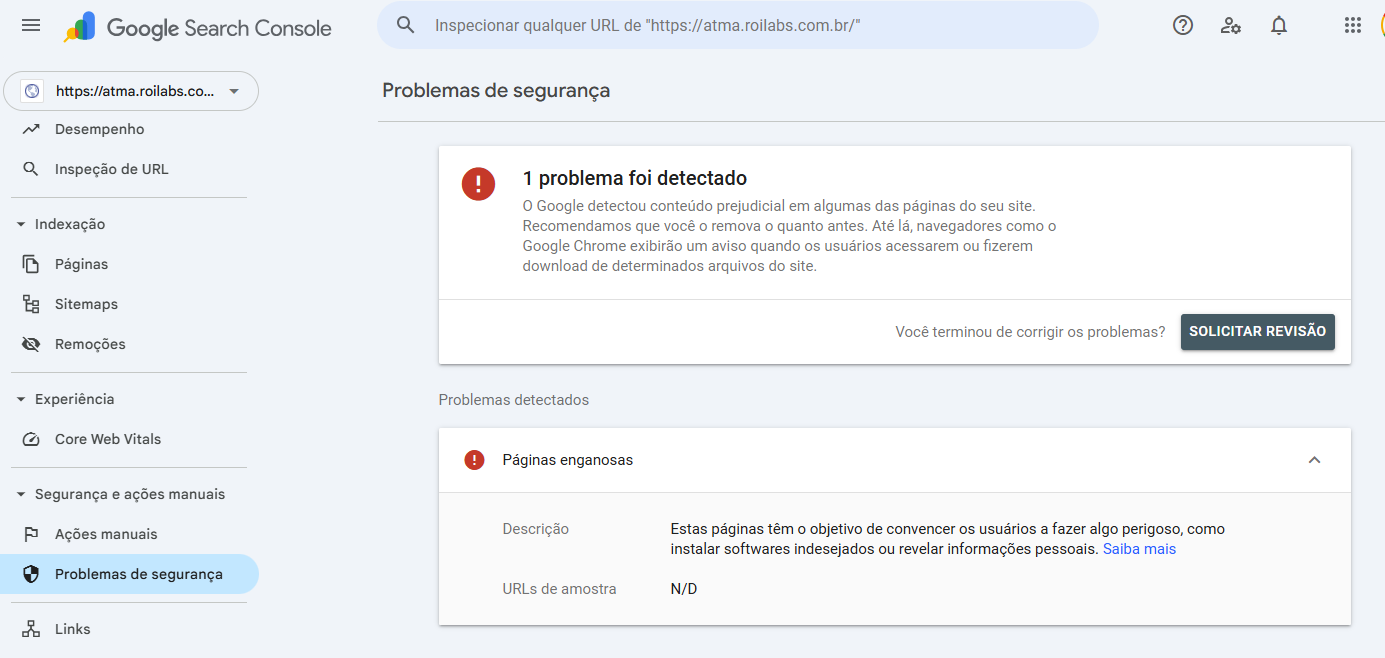 Google Search Console
Inspecionar qualquer URL de "https://atma.roilabs.com.br/"
https://atma.roilabs.co...
Desempenho
Inspeção de URL
Indexação
Páginas
Sitemaps
Remoções
Experiência
Core Web Vitals
Segurança e ações manuais
Ações manuais
Problemas de segurança
Links
Problemas de segurança
1 problema foi detectado
O Google detectou conteúdo prejudicial em algumas das páginas do seu site.
Recomendamos que você o remova o quanto antes. Até lá, navegadores como o
Google Chrome exibirão um aviso quando os usuários acessarem ou fizerem
download de determinados arquivos do site.
Você terminou de corrigir os problemas?
SOLICITAR REVISÃO
Problemas detectados
Páginas enganosas
Descrição
Estas páginas têm o objetivo de convencer os usuários a fazer algo perigoso, como
instalar softwares indesejados ou revelar informações pessoais. Saiba mais
URLs de amostra
N/D